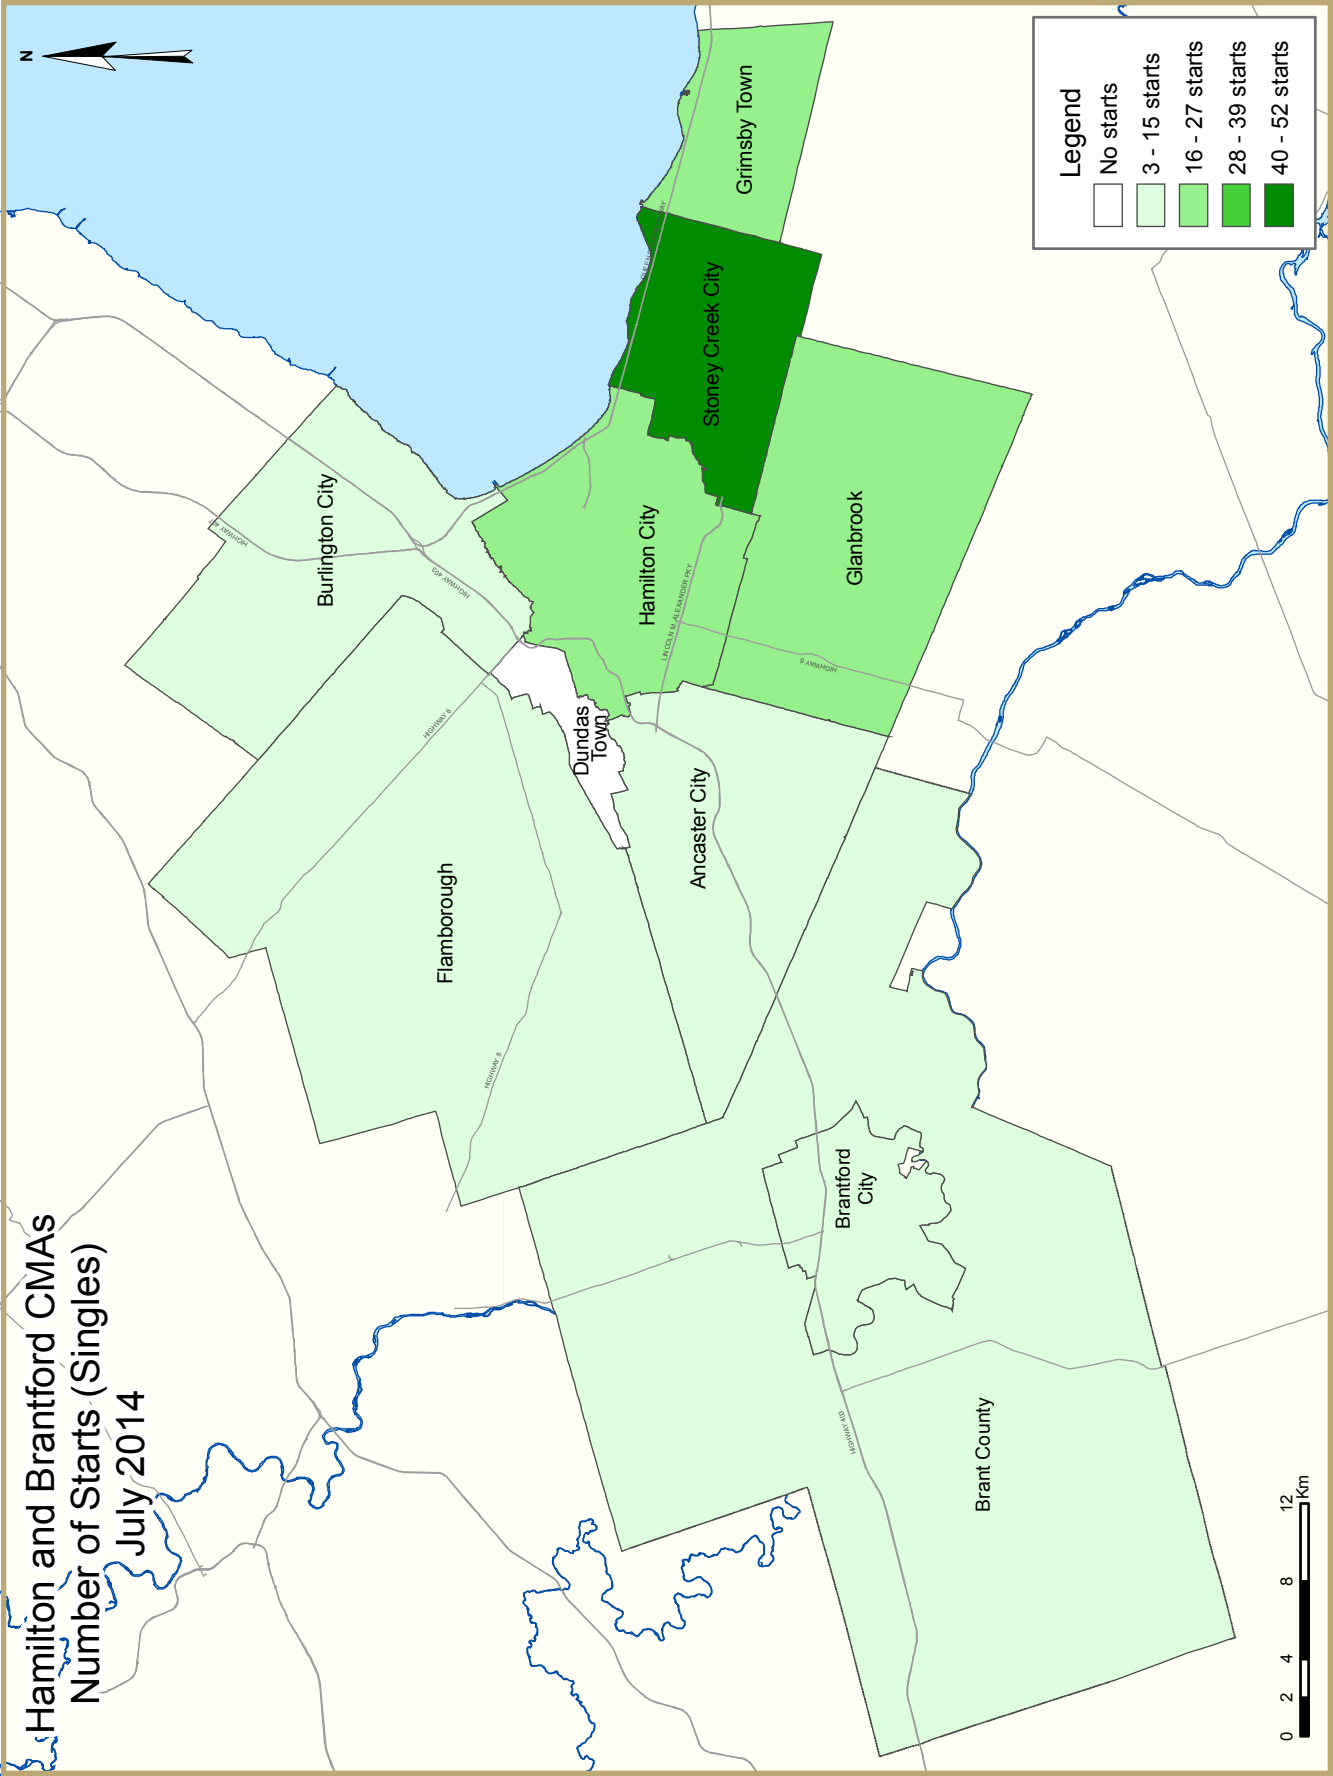 Hamilton and Brantford CMAs
Number of Starts (Singles)
July 2014
N
Legend
No starts
3 - 15 starts
16 - 27 starts
28 - 39 starts
40 - 52 starts
Burlington City
Flamborough
Dundas
Town
Hamilton City
Stoney Creek City
Grimsby Town
Ancaster City
Glanbrook
Brantford
City
Brant County
HIGHWAY 403
HIGHWAY 6
HIGHWAY 8
LINCOLN M. ALEXANDER PKY
HIGHWAY 6
HIGHWAY 403
0 2 4 8 12
Km